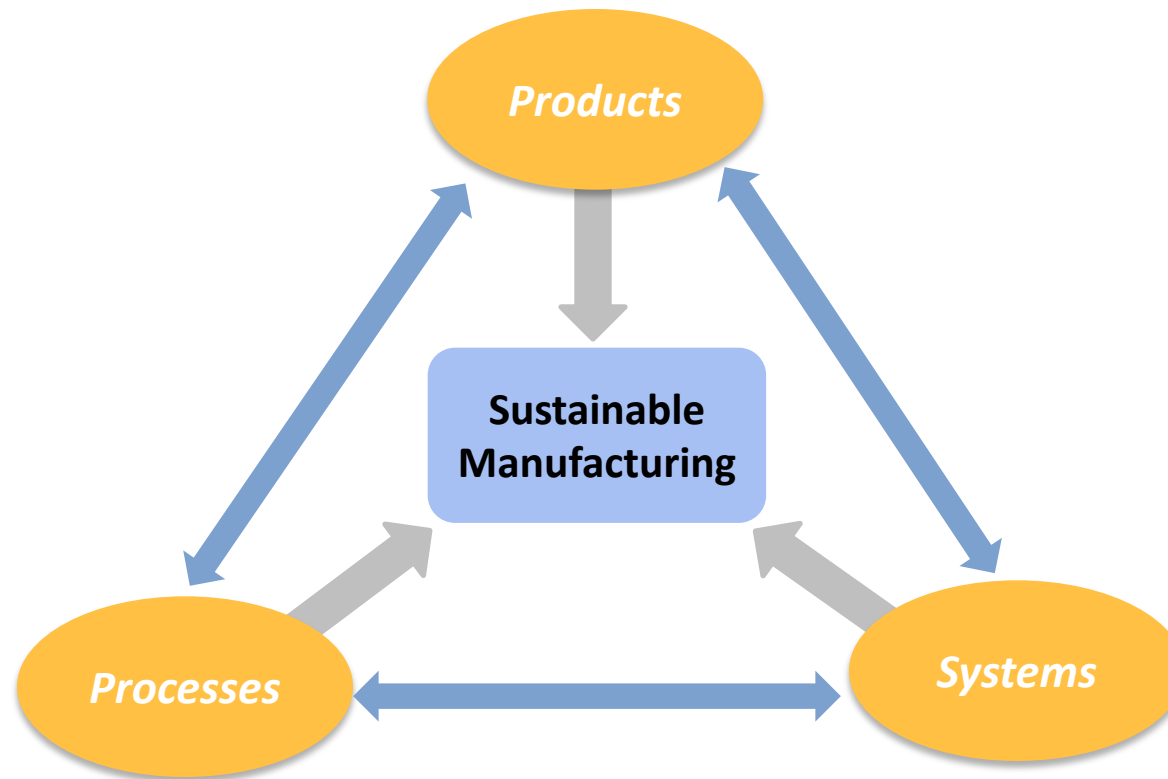 Products
Sustainable
Manufacturing
Processes
Systems